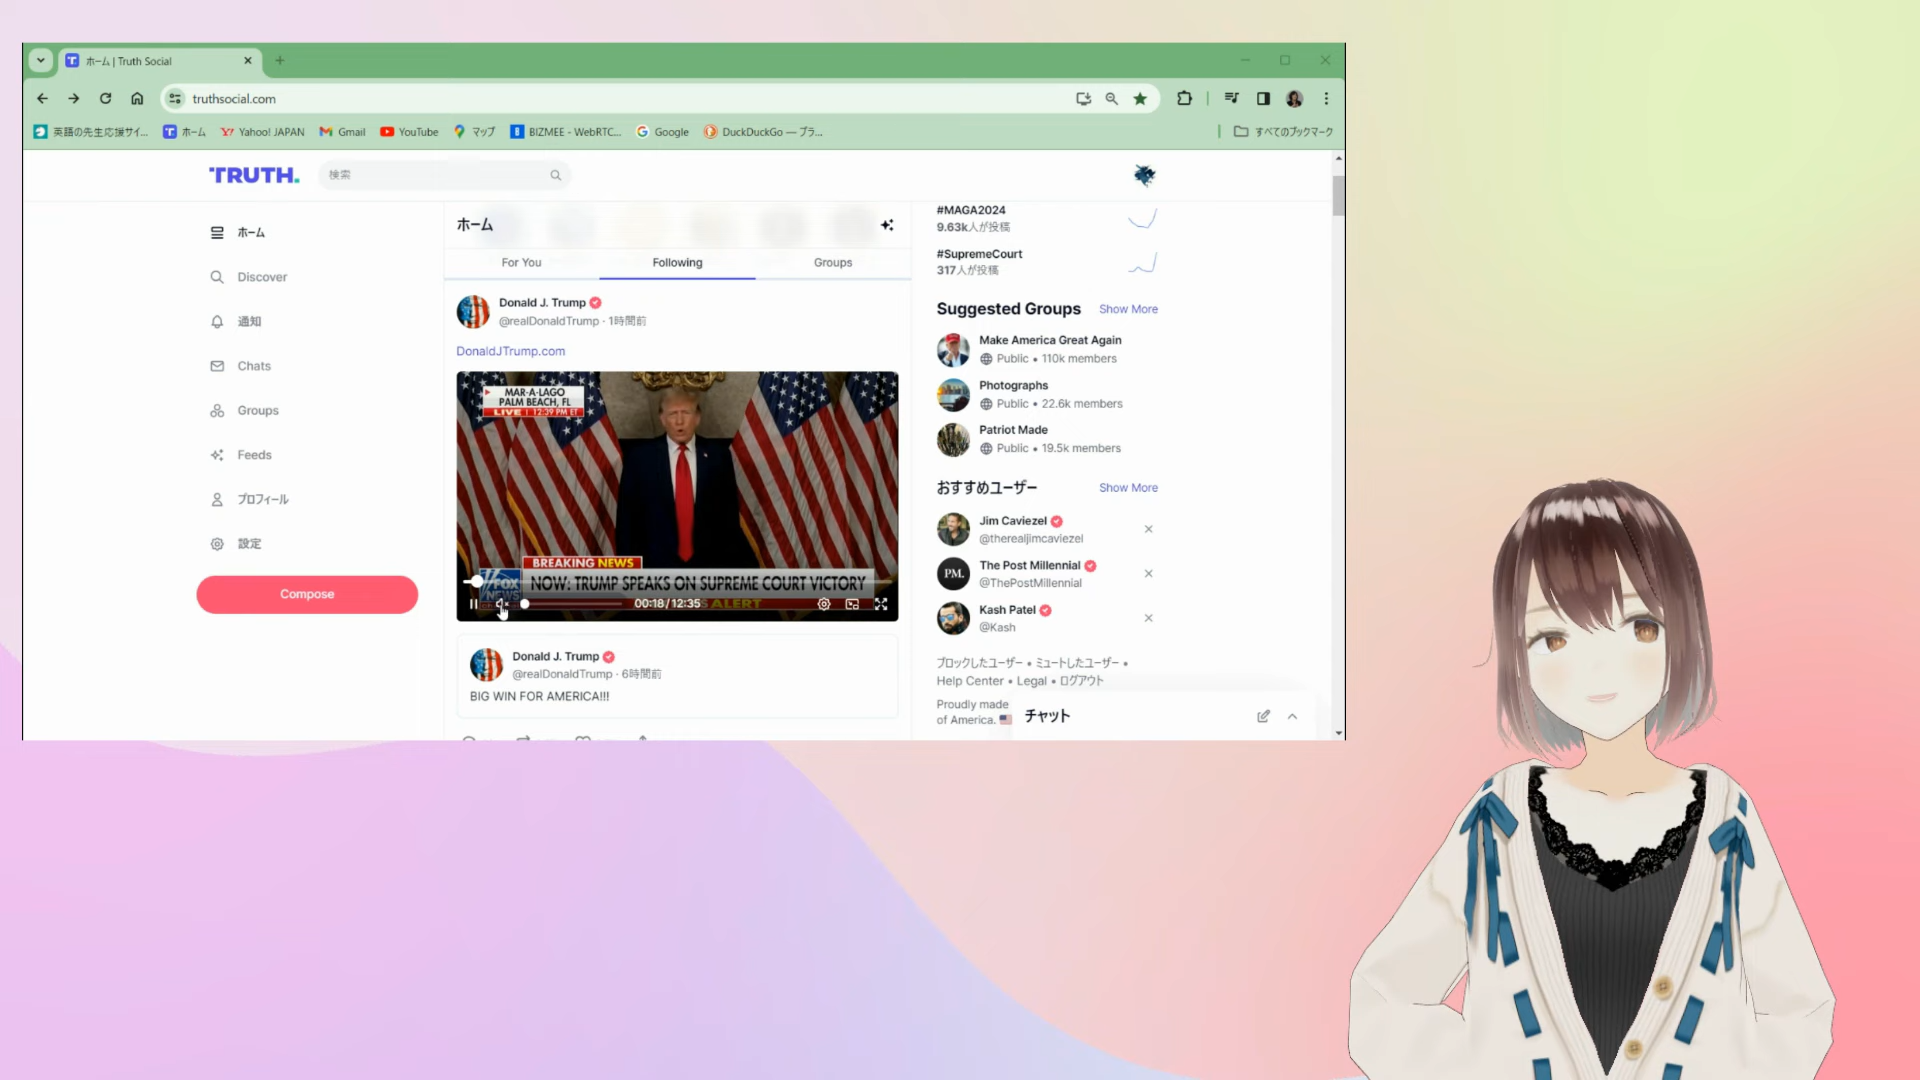 ホーム | Truth Social
truthsocial.com
英語の先生応援サイ...
ホーム
Yahoo! JAPAN
Gmail
YouTube
マップ
BIZMEE - WebRTC...
Google
DuckDuckGo — プラ...
すべてのブックマーク
TRUTH.
検索
ホーム
Discover
通知
Chats
Groups
Feeds
プロフィール
設定
Compose
ホーム
For You
Following
Groups
Donald J. Trump
@realDonaldTrump · 1時間前
DonaldJTrump.com
MAR-A-LAGO
PALM BEACH, FL
LIVE | 12:39 PM ET
BREAKING NEWS
FOX
NEWS
NOW: TRUMP SPEAKS ON SUPREME COURT VICTORY
00:18/12:35
ALERT
Donald J. Trump
@realDonaldTrump · 6時間前
BIG WIN FOR AMERICA!!!
#MAGA2024
9.63k人が投稿
#SupremeCourt
317人が投稿
Suggested Groups
Show More
Make America Great Again
Public • 110k members
Photographs
Public • 22.6k members
Patriot Made
Public • 19.5k members
おすすめユーザー
Show More
Jim Caviezel
@therealjimcaviezel
PM.
The Post Millennial
@ThePostMillennial
Kash Patel
@Kash
ブロックしたユーザー • ミュートしたユーザー •
Help Center • Legal • ログアウト
Proudly made
of America.
チャット